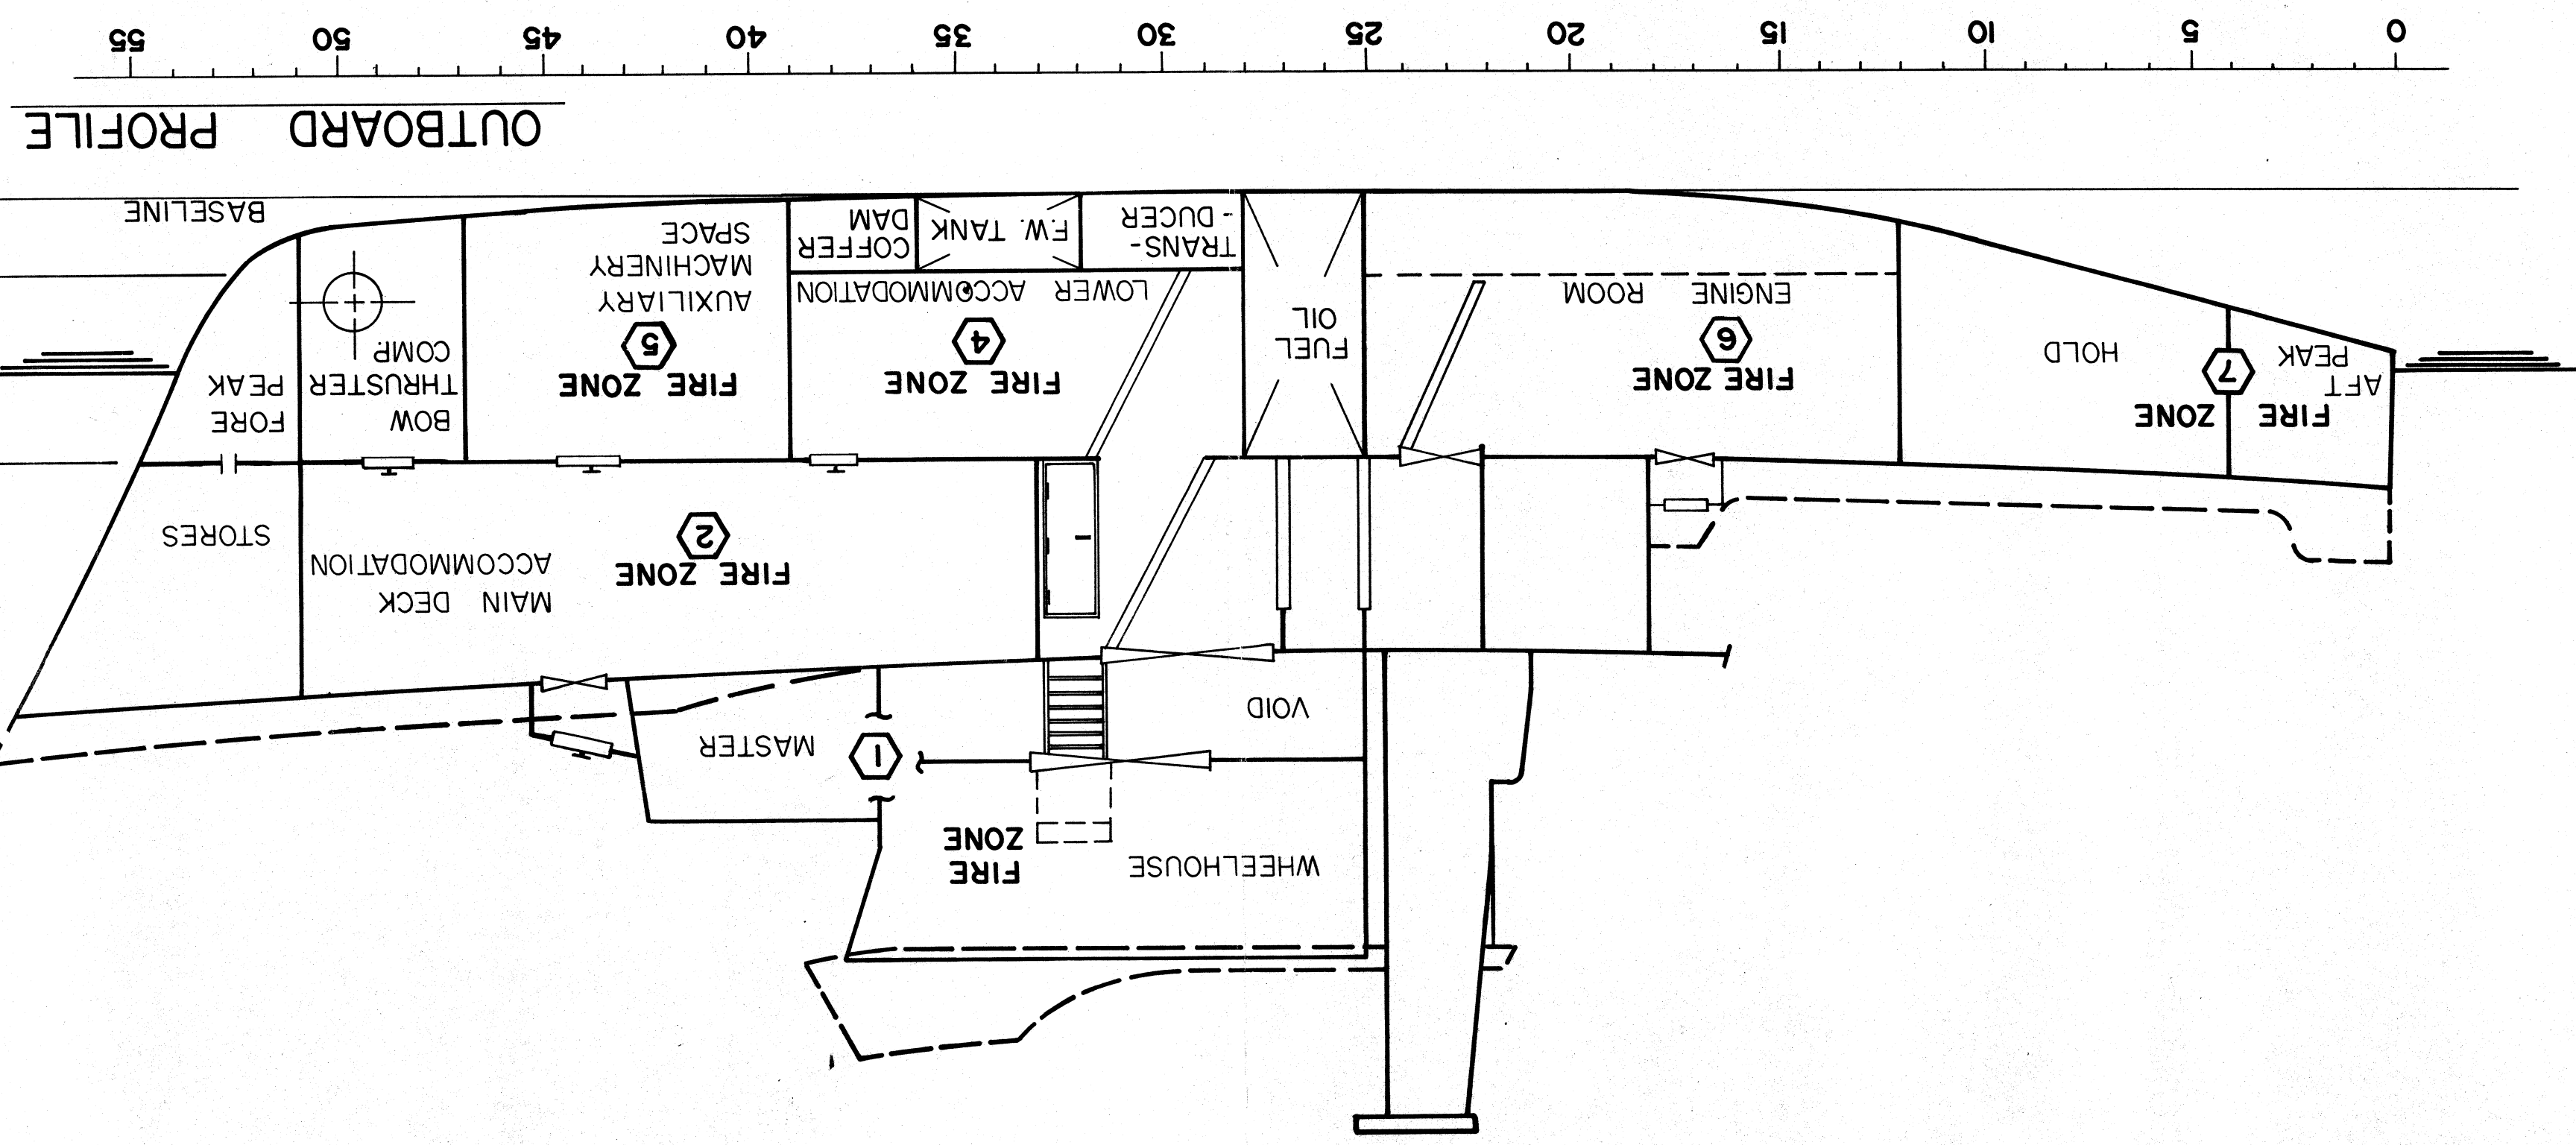 FIRE
ZONE
WHEELHOUSE
1
MASTER
VOID
MAIN DECK
ACCOMMODATION
FIRE ZONE
2
STORES
AFT
PEAK
FIRE ZONE
7
HOLD
FIRE ZONE
6
ENGINE ROOM
FUEL
OIL
FIRE ZONE
4
LOWER ACCOMMODATION
TRANS-
-DUCER
F.W. TANK
COFFER
DAM
FIRE ZONE
5
AUXILIARY
MACHINERY
SPACE
BOW
THRUSTER
COMP.
FORE
PEAK
BASELINE
OUTBOARD PROFILE
0 5 10 15 20 25 30 35 40 45 50 55